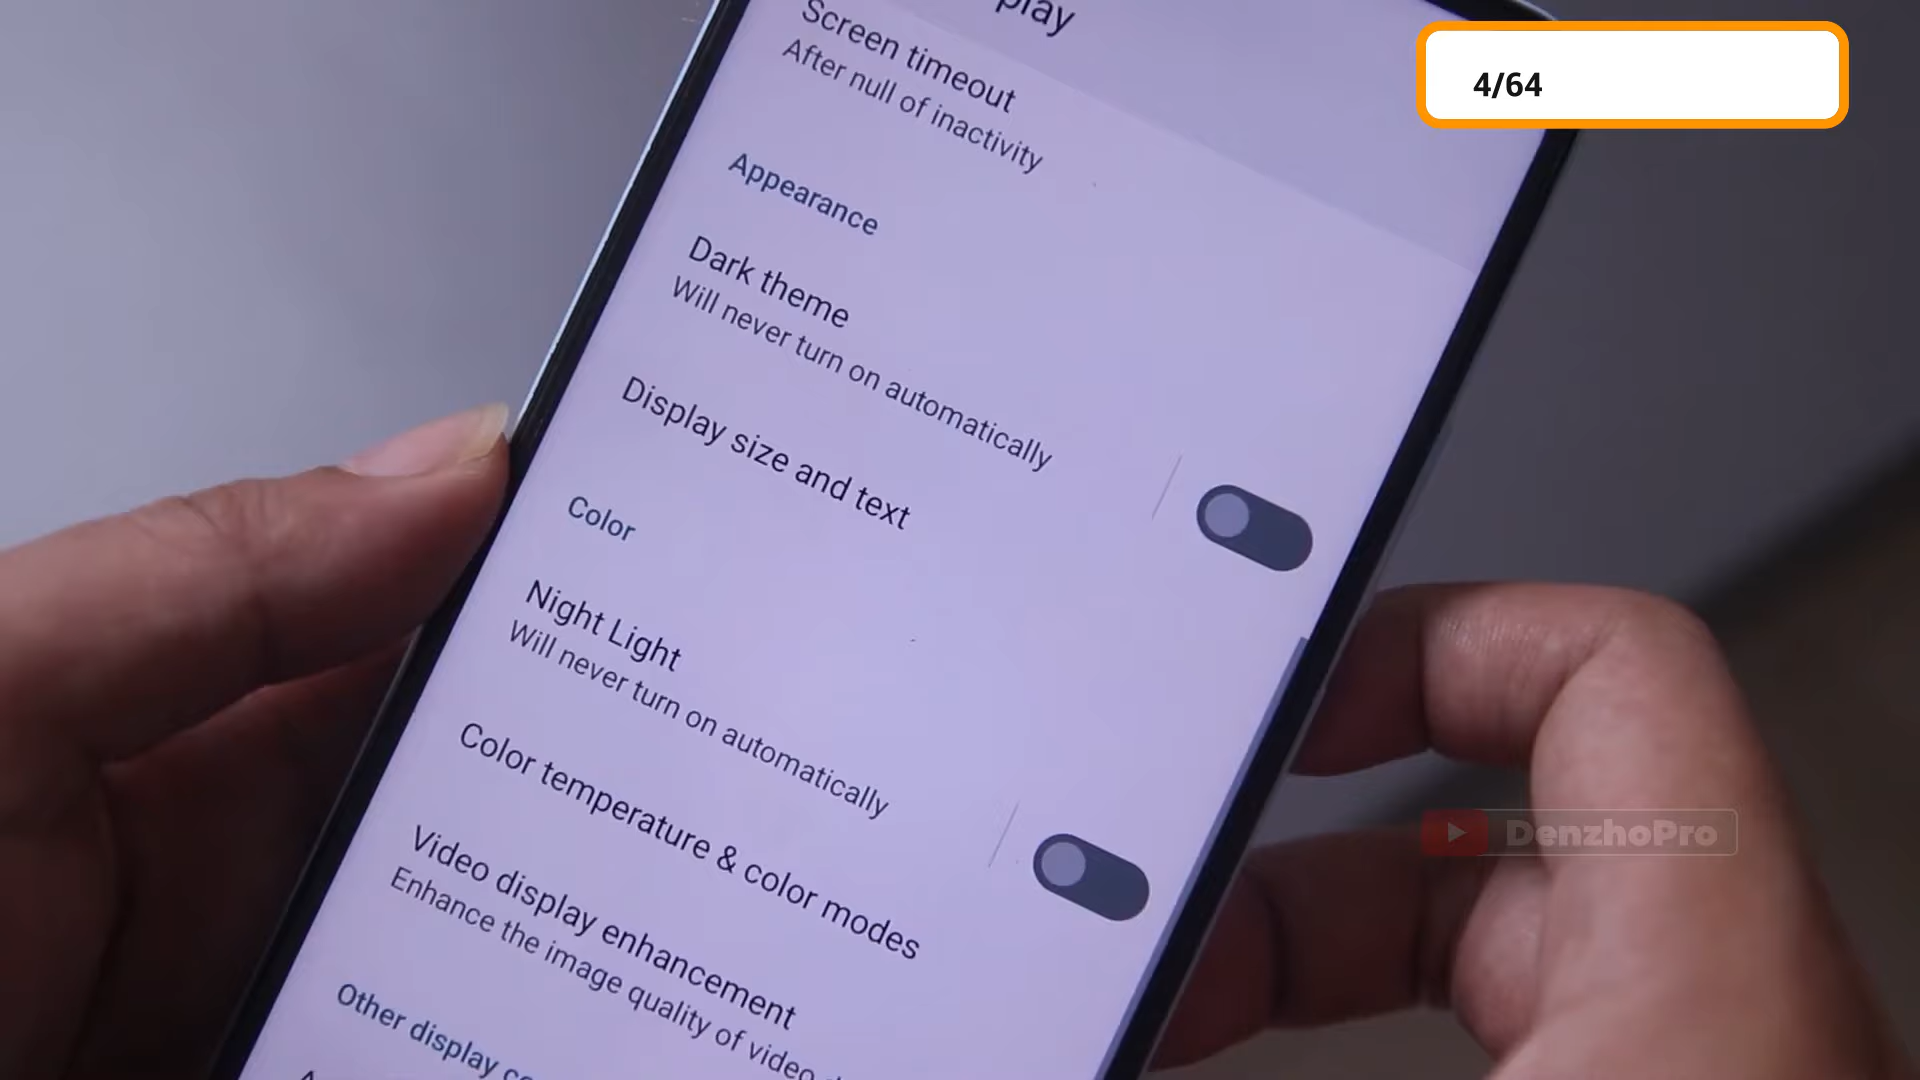 play
Screen timeout
After null of inactivity
4/64
Appearance
Dark theme
Will never turn on automatically
Display size and text
Color
Night Light
Will never turn on automatically
Color temperature & color modes
Video display enhancement
Enhance the image quality of video
Other display
DenzhoPro